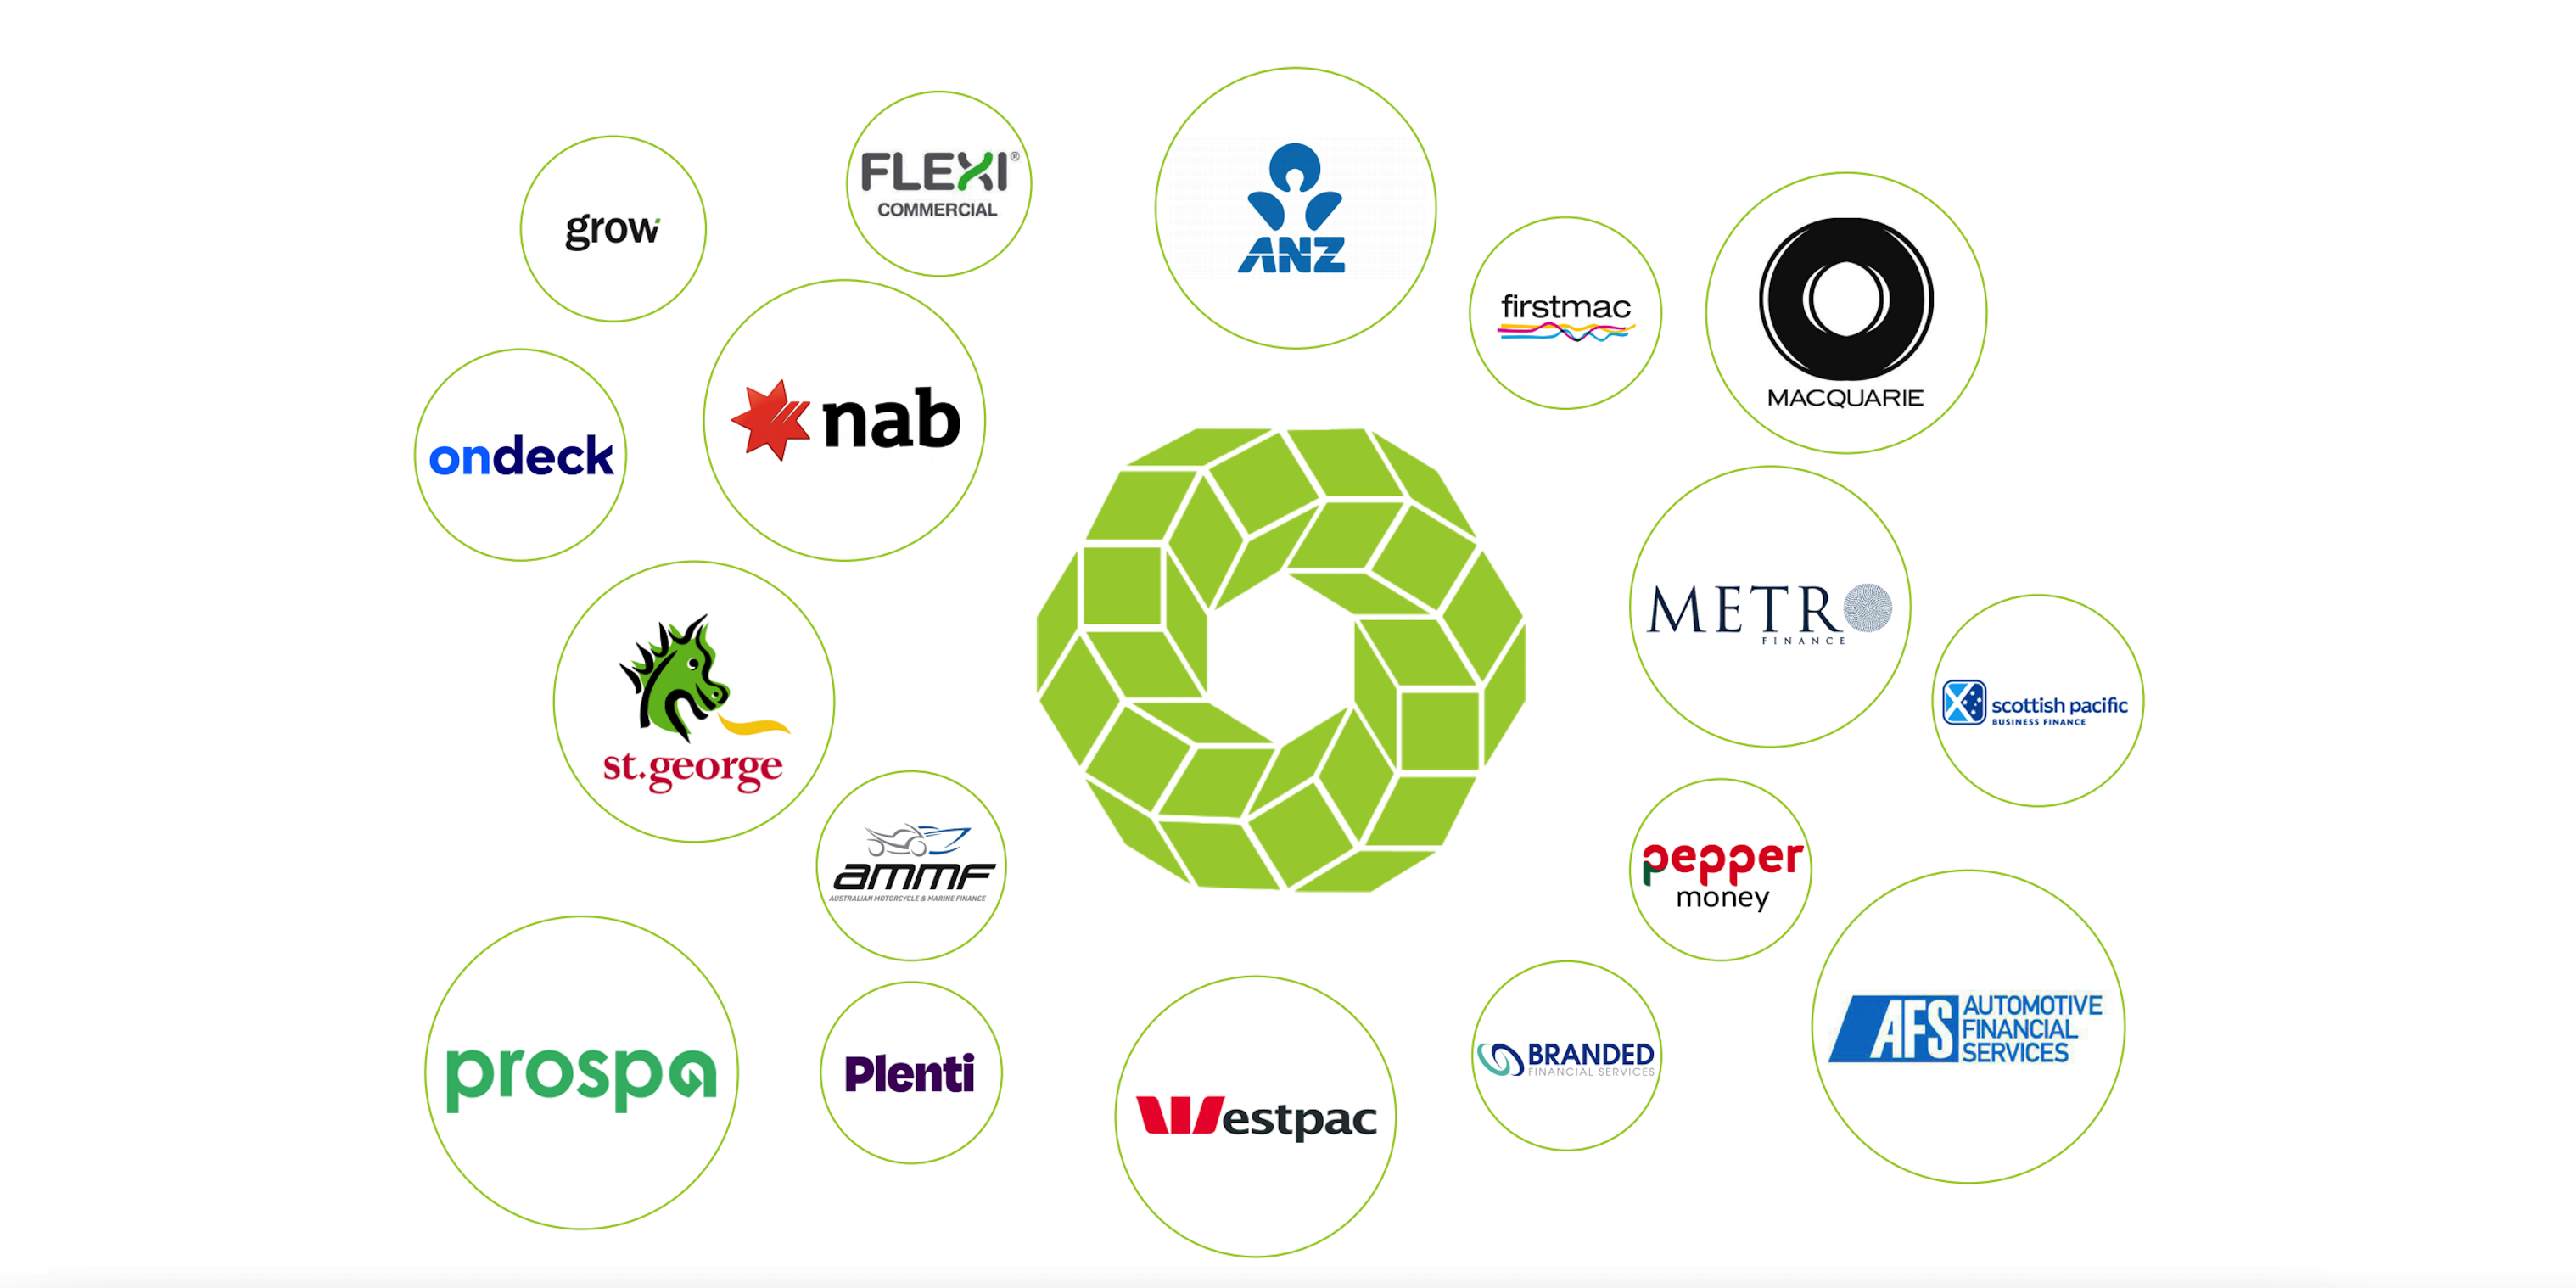 FLEXI®
COMMERCIAL
ANZ
grow
firstmac
MACQUARIE
nab
ondeck
METRO
FINANCE
scottish pacific
BUSINESS FINANCE
st.george
ammf
AUSTRALIAN MOTORCYCLE & MARINE FINANCE
pepper
money
AFS AUTOMOTIVE
FINANCIAL
SERVICES
prospa
Plenti
Westpac
BRANDED
FINANCIAL SERVICES